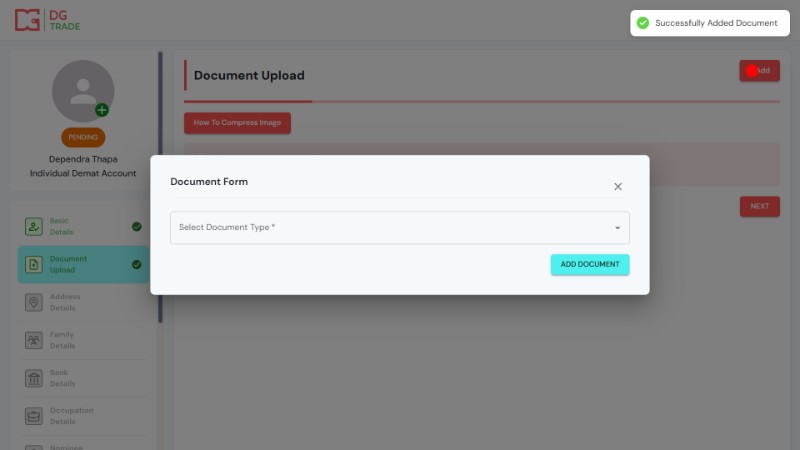 DG
TRADE
Successfully Added Document
PENDING
Dependra Thapa
Individual Demat Account
Basic
Details
Document
Upload
Address
Details
Family
Details
Bank
Details
Occupation
Details
Nominee
Document Upload
How To Compress Image
NEXT
Document Form
Select Document Type *
ADD DOCUMENT